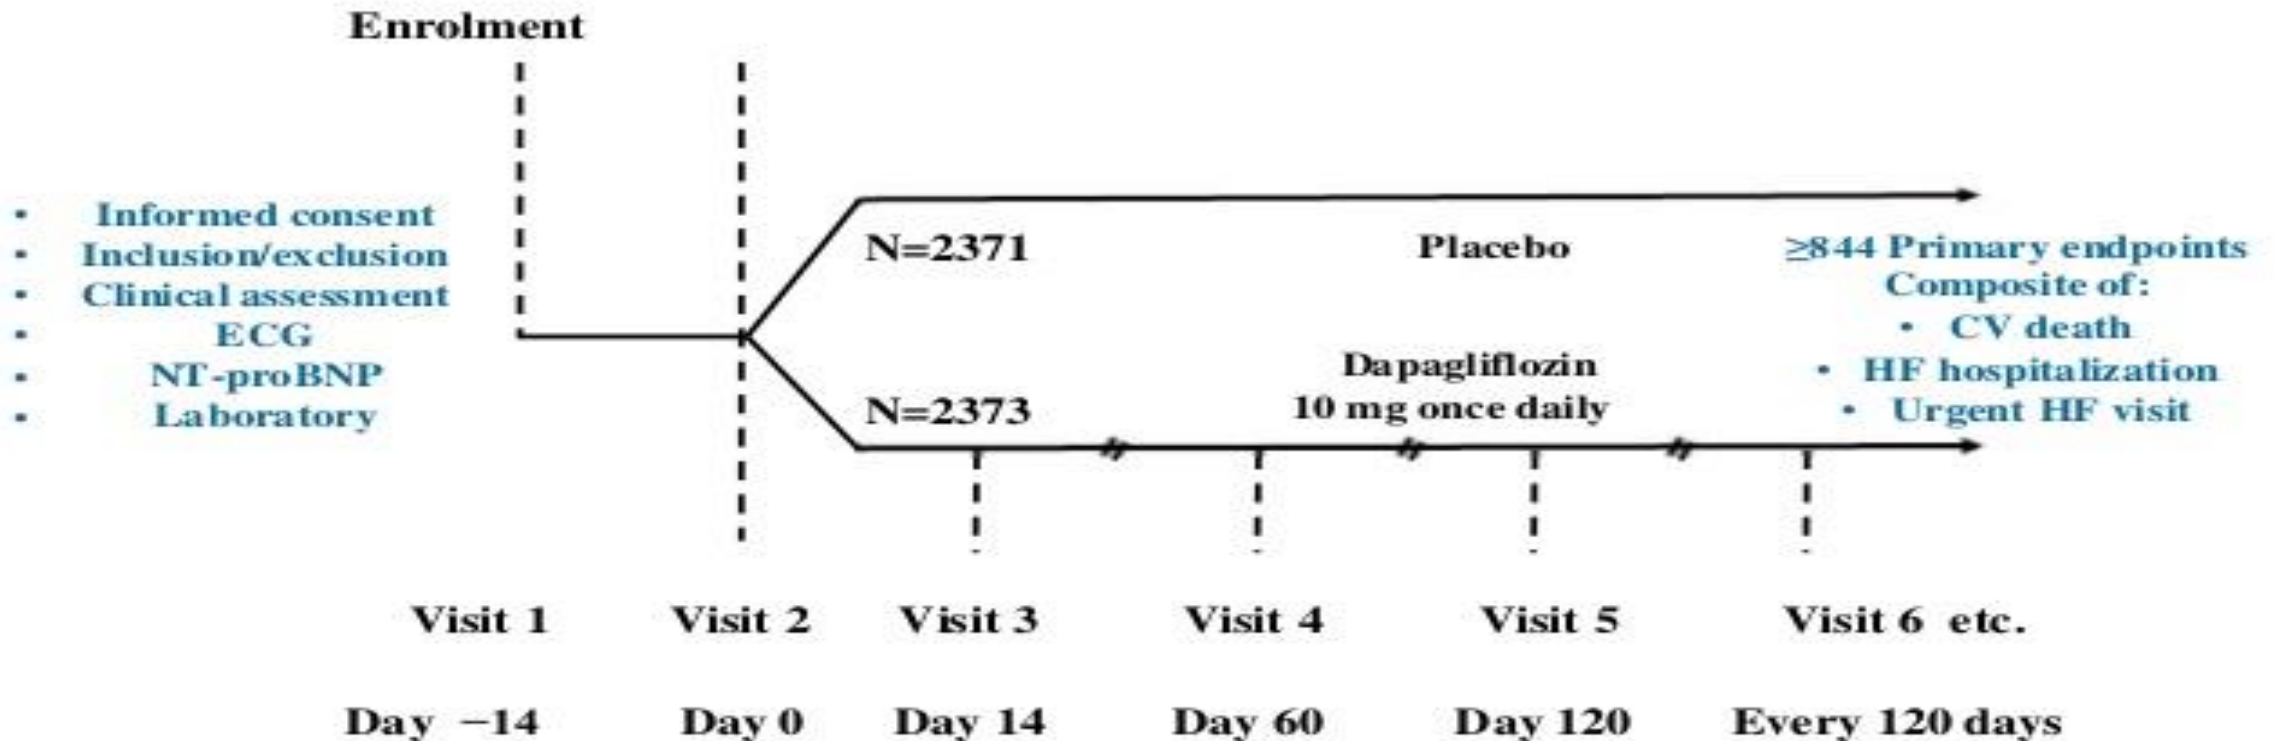 Enrolment
• Informed consent
• Inclusion/exclusion
• Clinical assessment
• ECG
• NT-proBNP
• Laboratory
N=2371
Placebo
≥844 Primary endpoints
Composite of:
• CV death
• HF hospitalization
• Urgent HF visit
Dapagliflozin
10 mg once daily
N=2373
Visit 1 Visit 2 Visit 3 Visit 4 Visit 5 Visit 6 etc.
Day −14 Day 0 Day 14 Day 60 Day 120 Every 120 days